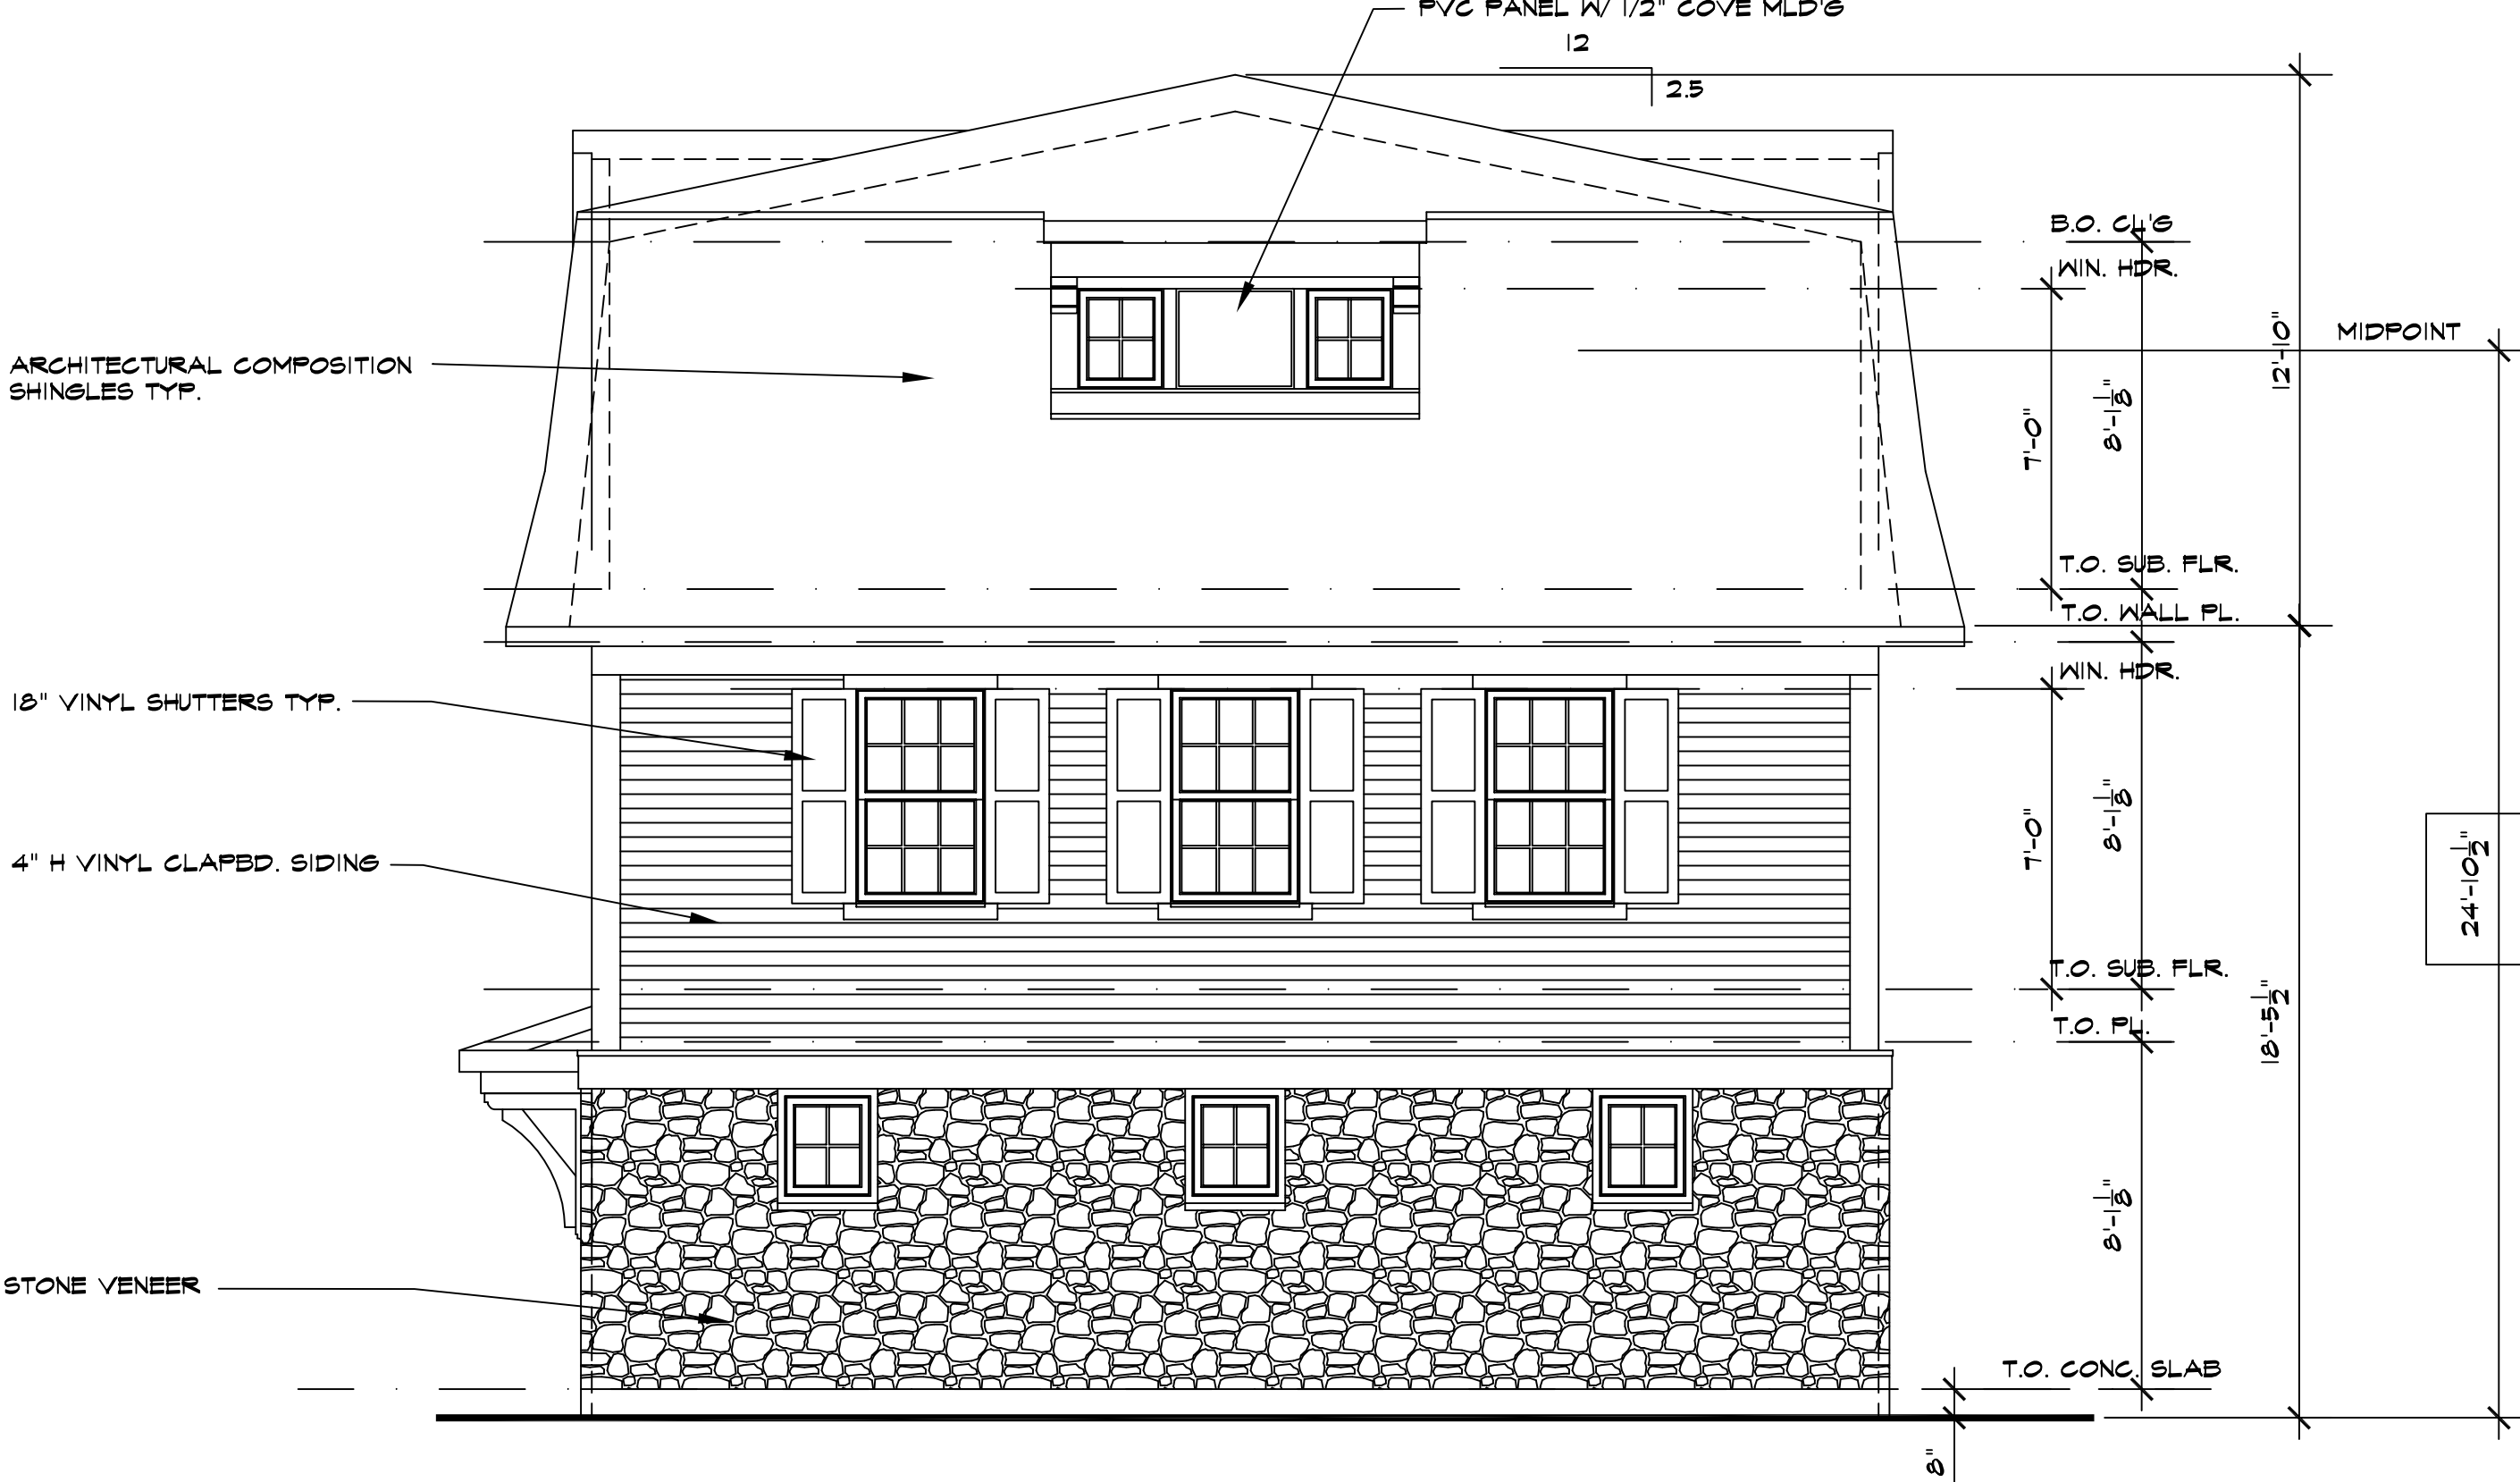 PVC PANEL W/ 1/2" COVE MLD'G
12
2.5
B.O. CL'G
WIN. HDR.
MIDPOINT
12'-10"
ARCHITECTURAL COMPOSITION
SHINGLES TYP.
7'-0"
8'-1 1/8"
T.O. SUB. FLR.
T.O. WALL PL.
WIN. HDR.
18" VINYL SHUTTERS TYP.
7'-0"
8'-1 1/8"
4" H VINYL CLAPBD. SIDING
24'-10 1/2"
T.O. SUB. FLR.
T.O. PL.
18'-5 1/2"
8'-1 1/8"
STONE VENEER
T.O. CONC. SLAB
8"